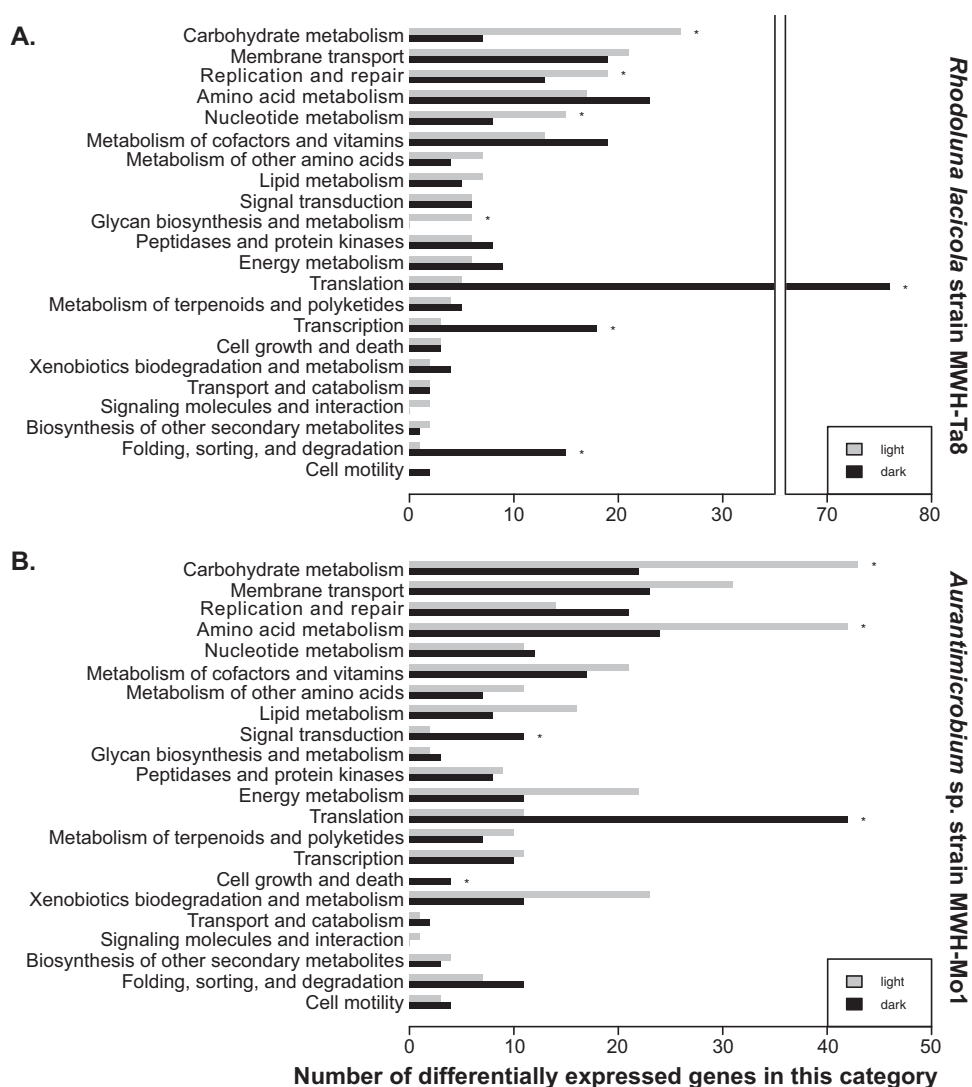 A.
Carbohydrate metabolism *
Membrane transport
Replication and repair *
Amino acid metabolism
Nucleotide metabolism *
Metabolism of cofactors and vitamins
Metabolism of other amino acids
Lipid metabolism
Signal transduction
Glycan biosynthesis and metabolism *
Peptidases and protein kinases
Energy metabolism
Translation *
Metabolism of terpenoids and polyketides
Transcription *
Cell growth and death
Xenobiotics biodegradation and metabolism
Transport and catabolism
Signaling molecules and interaction
Biosynthesis of other secondary metabolites
Folding, sorting, and degradation *
Cell motility
light
dark
0 10 20 30 70 80
Rhodoluna lacicola strain MWH-Ta8
B.
Carbohydrate metabolism *
Membrane transport
Replication and repair
Amino acid metabolism *
Nucleotide metabolism
Metabolism of cofactors and vitamins
Metabolism of other amino acids
Lipid metabolism
Signal transduction *
Glycan biosynthesis and metabolism
Peptidases and protein kinases
Energy metabolism
Translation *
Metabolism of terpenoids and polyketides
Transcription
Cell growth and death *
Xenobiotics biodegradation and metabolism
Transport and catabolism
Signaling molecules and interaction
Biosynthesis of other secondary metabolites
Folding, sorting, and degradation
Cell motility
light
dark
0 10 20 30 40 50
Aurantimicrobium sp. strain MWH-Mo1
Number of differentially expressed genes in this category